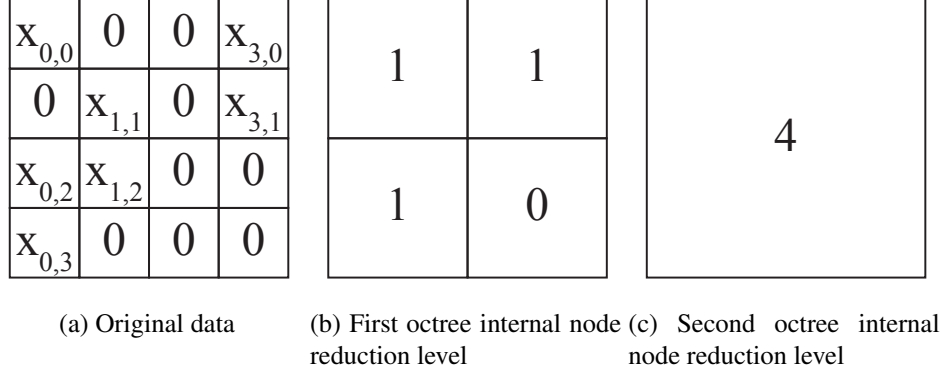 x0,0 0 0 x3,0
0 x1,1 0 x3,1
x0,2 x1,2 0 0
x0,3 0 0 0
1 1
1 0
4
(a) Original data
(b) First octree internal node
reduction level
(c) Second octree internal
node reduction level